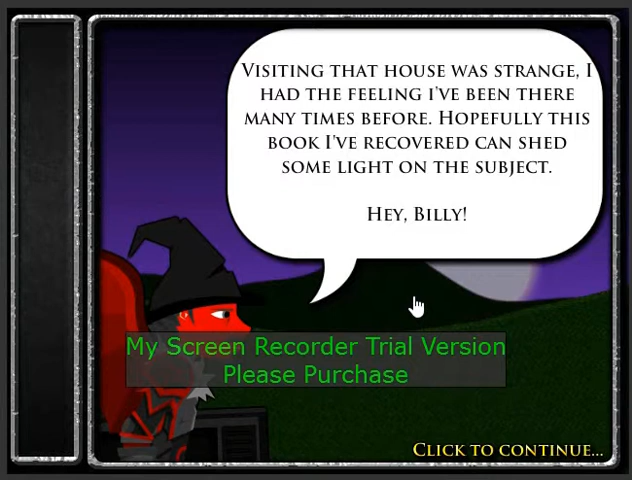 Visiting that house was strange, I
had the feeling I've been there
many times before. Hopefully this
book I've recovered can shed
some light on the subject.
Hey, Billy!
My Screen Recorder Trial Version
Please Purchase
Click to continue...